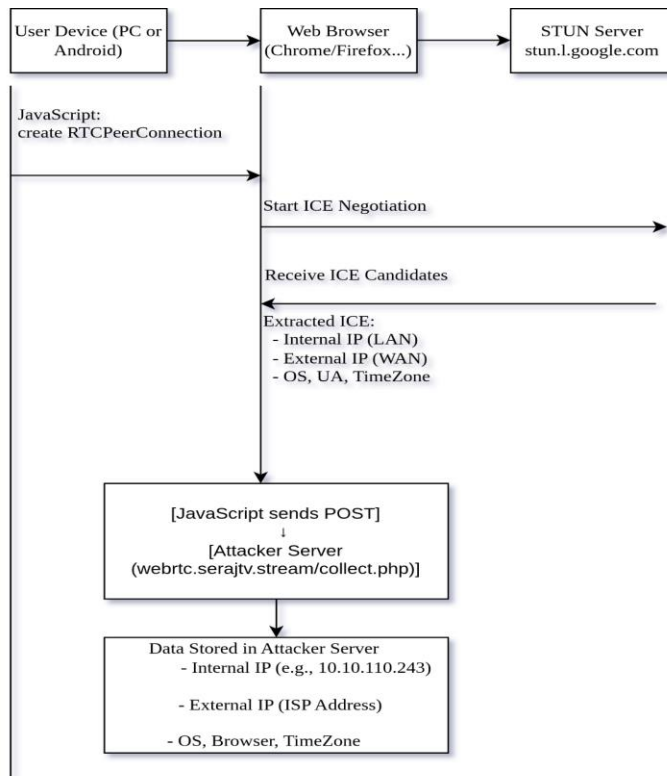 User Device (PC or
Android)
Web Browser
(Chrome/Firefox...)
STUN Server
stun.l.google.com
JavaScript:
create RTCPeerConnection
Start ICE Negotiation
Receive ICE Candidates
Extracted ICE:
- Internal IP (LAN)
- External IP (WAN)
- OS, UA, TimeZone
[JavaScript sends POST]
↓
[Attacker Server
(webrtc.serajtv.stream/collect.php)]
Data Stored in Attacker Server
- Internal IP (e.g., 10.10.110.243)
- External IP (ISP Address)
- OS, Browser, TimeZone